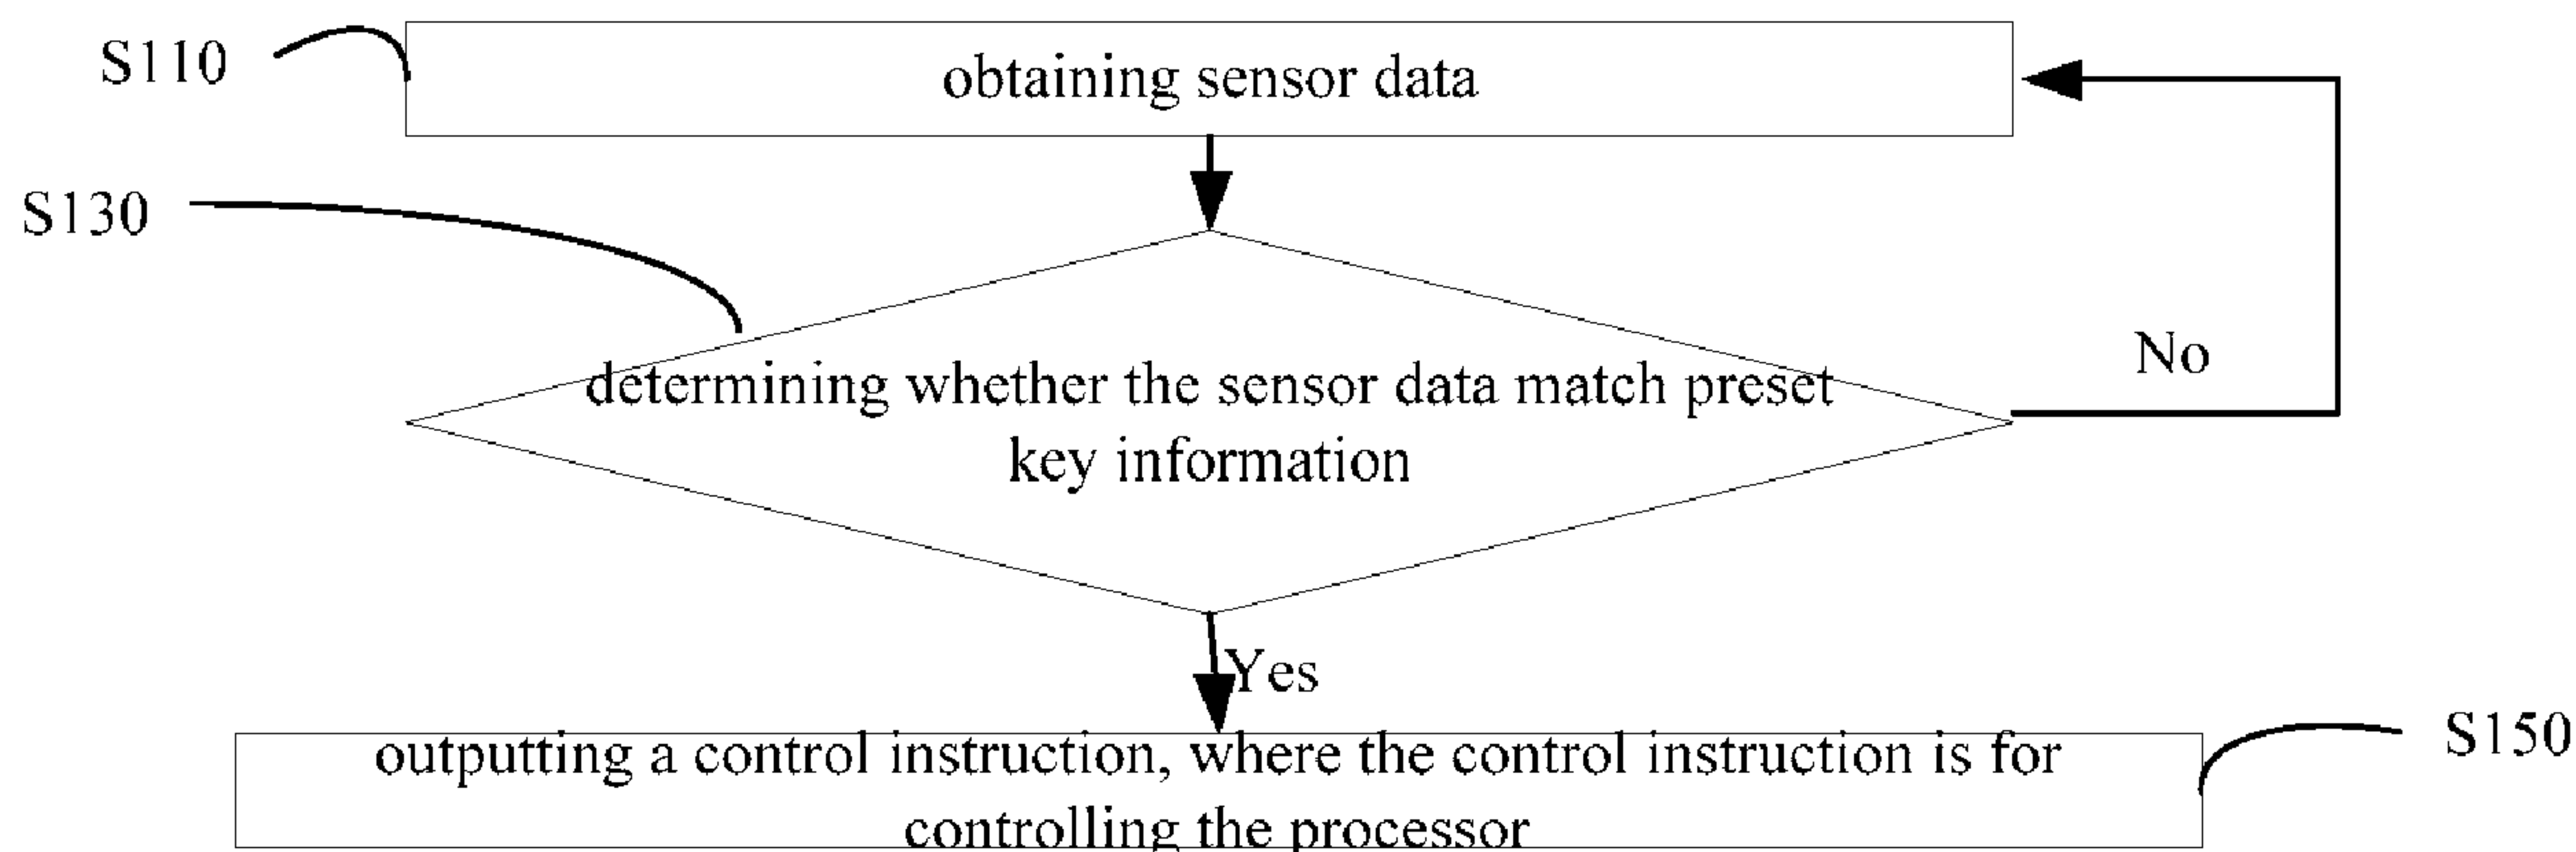 S110
obtaining sensor data
S130
determining whether the sensor data match preset
key information
No
Yes
outputting a control instruction, where the control instruction is for
controlling the processor
S150